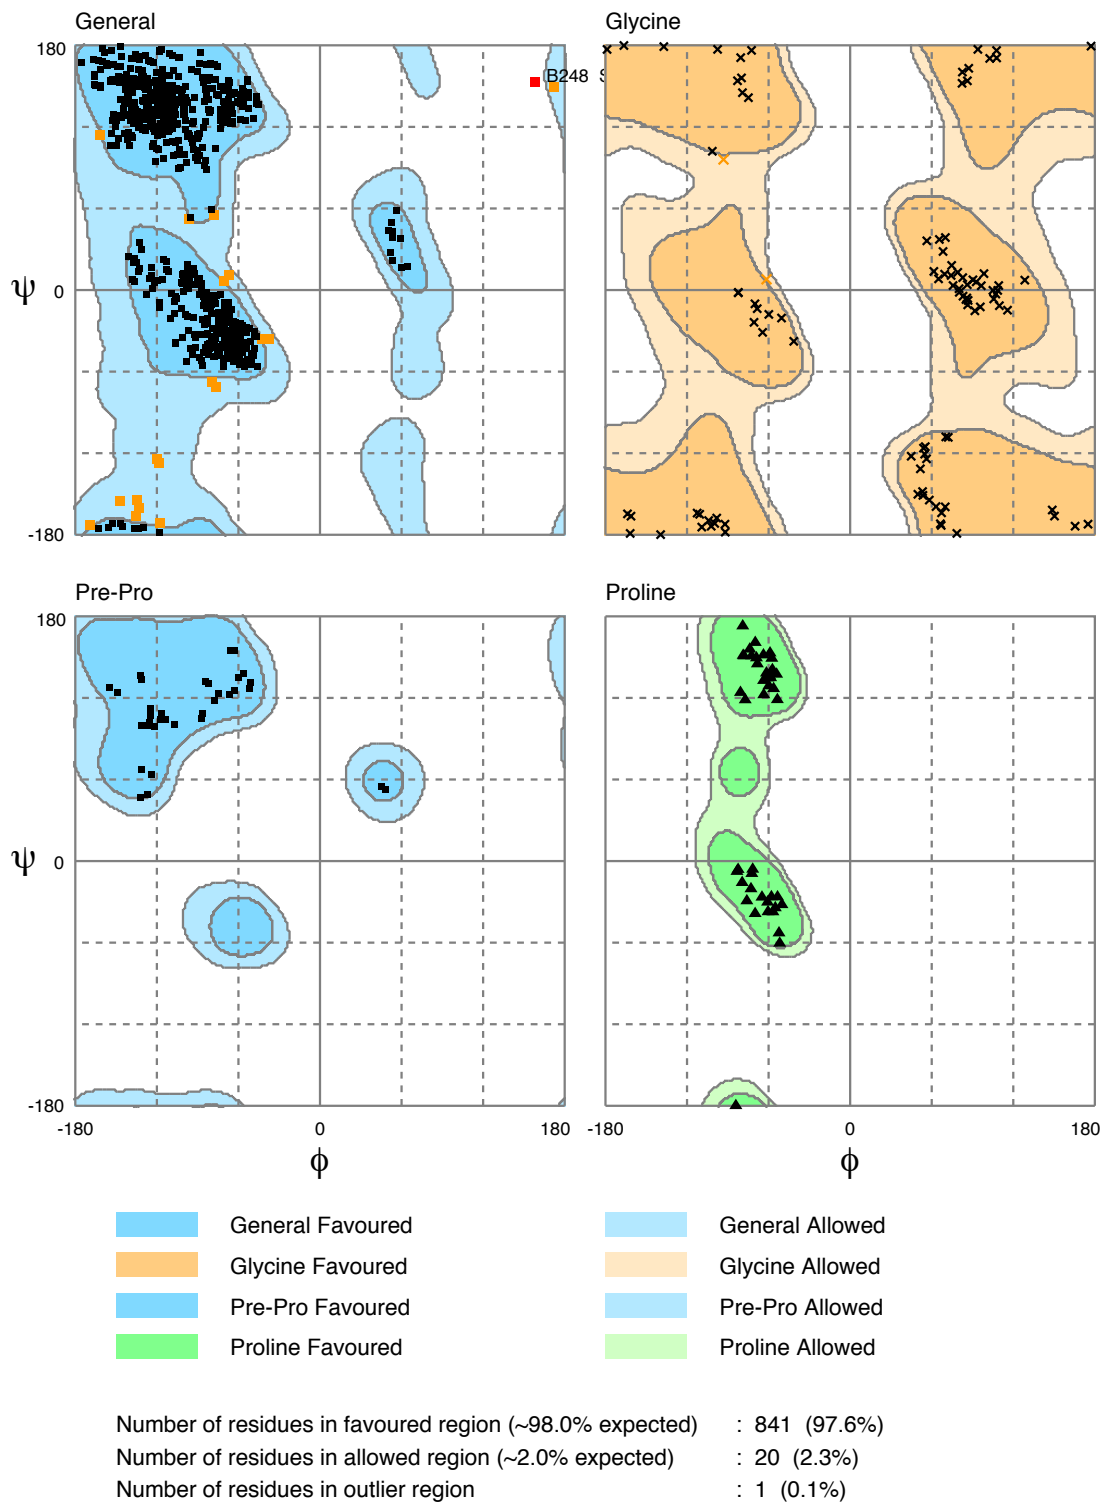 General
Glycine
180
(B248 S
ψ
0
-180
Pre-Pro
Proline
180
ψ
0
-180
-180
0
180
-180
0
180
ϕ
ϕ
General Favoured
General Allowed
Glycine Favoured
Glycine Allowed
Pre-Pro Favoured
Pre-Pro Allowed
Proline Favoured
Proline Allowed
Number of residues in favoured region (~98.0% expected) : 841 (97.6%)
Number of residues in allowed region (~2.0% expected) : 20 (2.3%)
Number of residues in outlier region : 1 (0.1%)